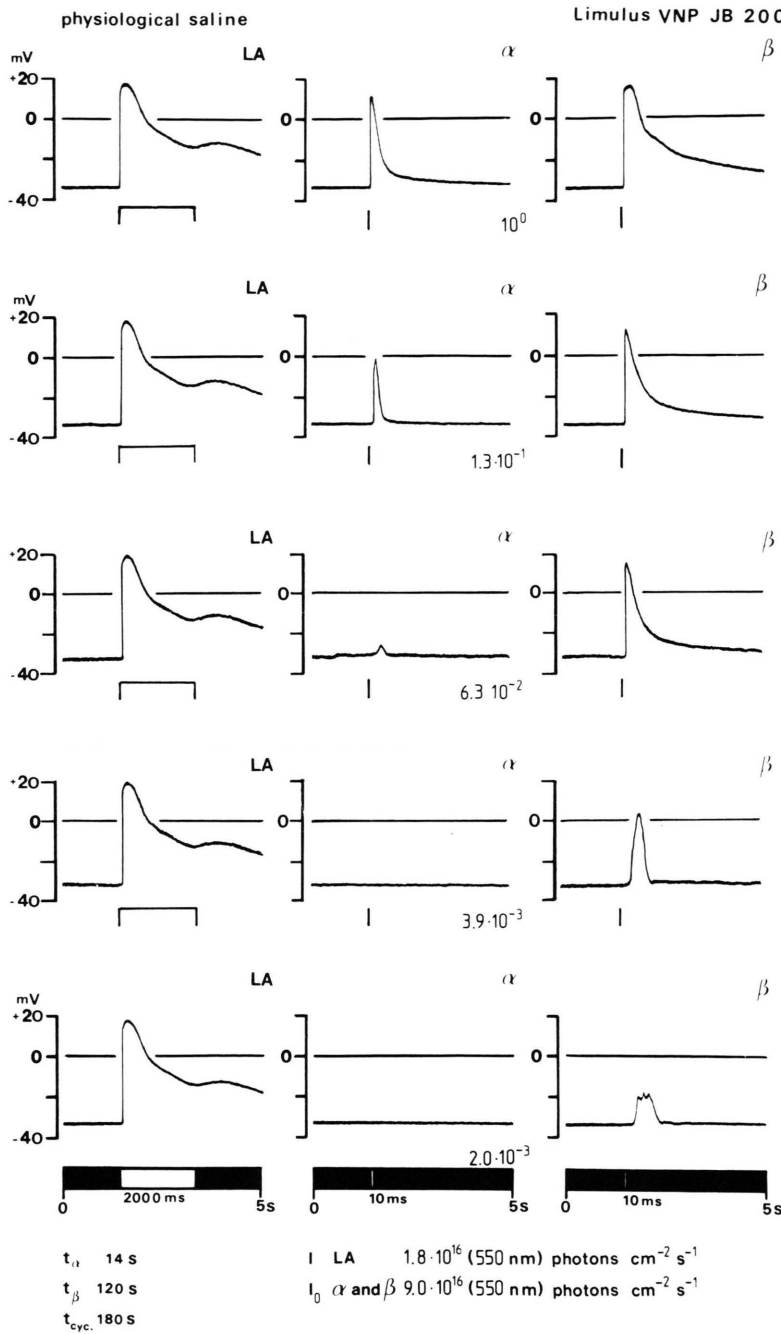 physiological saline Limulus VNP JB 200
mV LA α β
+20
0 0 0
-40
10⁰
mV LA α β
+20
0 0 0
-40
1.3·10⁻¹
LA α β
+20
0 0 0
-40
6.3 10⁻²
LA α β
+20
0 0 0
-40
3.9·10⁻³
mV LA α β
+20
0 0 0
-40
2.0·10⁻³
2000 ms 10 ms 10 ms
0 5s 0 5s 0 5s
t_α 14 s I LA 1.8·10¹⁶ (550 nm) photons cm⁻² s⁻¹
t_β 120 s I₀ α and β 9.0·10¹⁶ (550 nm) photons cm⁻² s⁻¹
t_cyc. 180 s